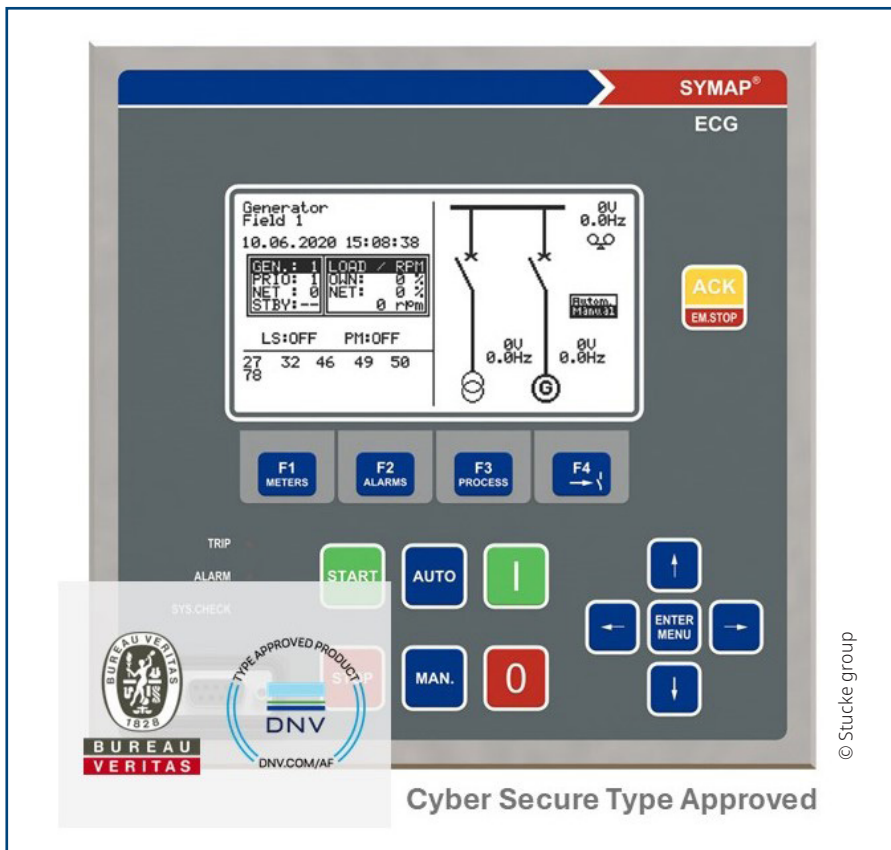 SYMAP®
ECG
Generator
Field 1
10.06.2020 15:08:38
GEN.: 1 LOAD / RPM
PRIO: 1 OWN: 0 %
NET : 0 NET: 0 %
STBY:-- 0 rpm
LS:OFF PM:OFF
27 32 46 49 50
78
0V
0.0Hz
Autom.
Manual
0V
0.0Hz
0V
0.0Hz
G
ACK
EM.STOP
F1
METERS
F2
ALARMS
F3
PROCESS
F4
TRIP
ALARM
SYS.CHECK
START
AUTO
I
STOP
MAN.
0
ENTER
MENU
BUREAU VERITAS
1828
BUREAU
VERITAS
TYPE APPROVED PRODUCT
DNV
DNV.COM/AF
© Stucke group
Cyber Secure Type Approved